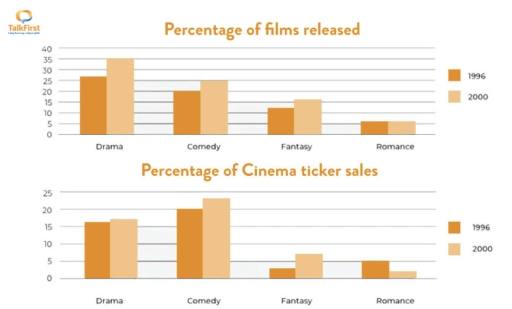 TalkFirst
Percentage of films released
40
35
30
25
20
15
10
5
0
Drama
Comedy
Fantasy
Romance
1996
2000
Percentage of Cinema ticker sales
25
20
15
10
5
0
Drama
Comedy
Fantasy
Romance
1996
2000